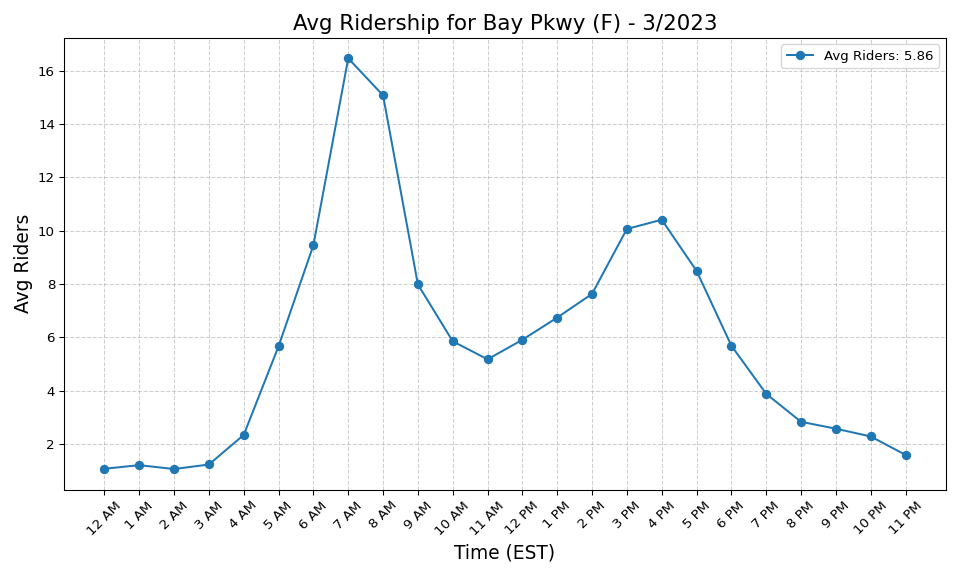 Avg Ridership for Bay Pkwy (F) - 3/2023
Avg Riders: 5.86
Avg Riders
16
14
12
10
8
6
4
2
12 AM
1 AM
2 AM
3 AM
4 AM
5 AM
6 AM
7 AM
8 AM
9 AM
10 AM
11 AM
12 PM
1 PM
2 PM
3 PM
4 PM
5 PM
6 PM
7 PM
8 PM
9 PM
10 PM
11 PM
Time (EST)